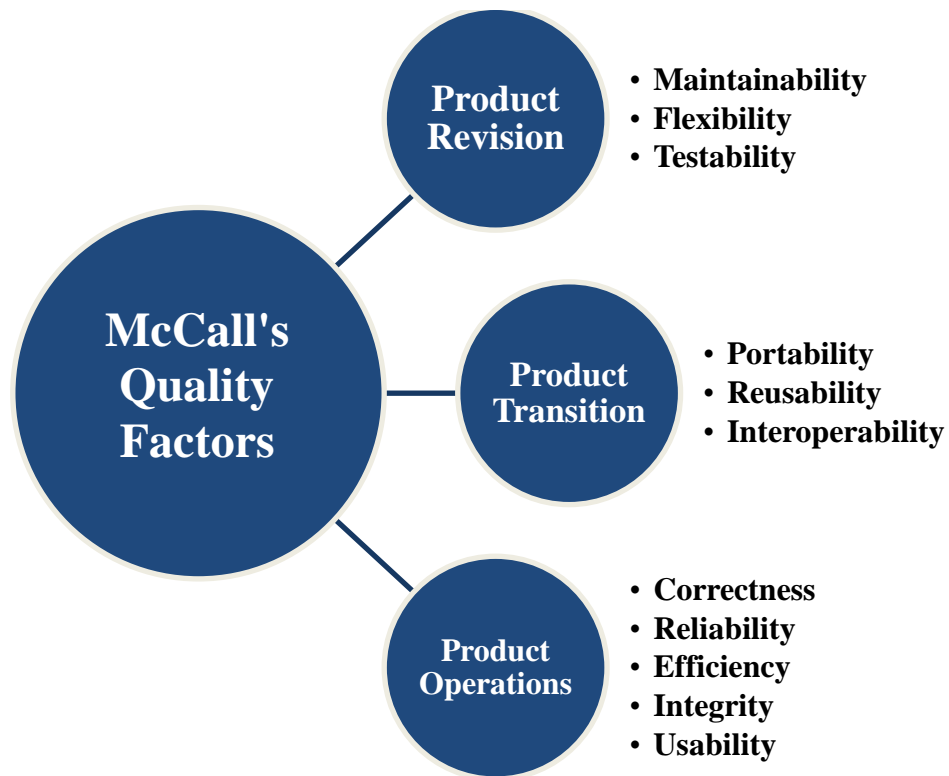 McCall's
Quality
Factors
Product
Revision
• Maintainability
• Flexibility
• Testability
Product
Transition
• Portability
• Reusability
• Interoperability
Product
Operations
• Correctness
• Reliability
• Efficiency
• Integrity
• Usability